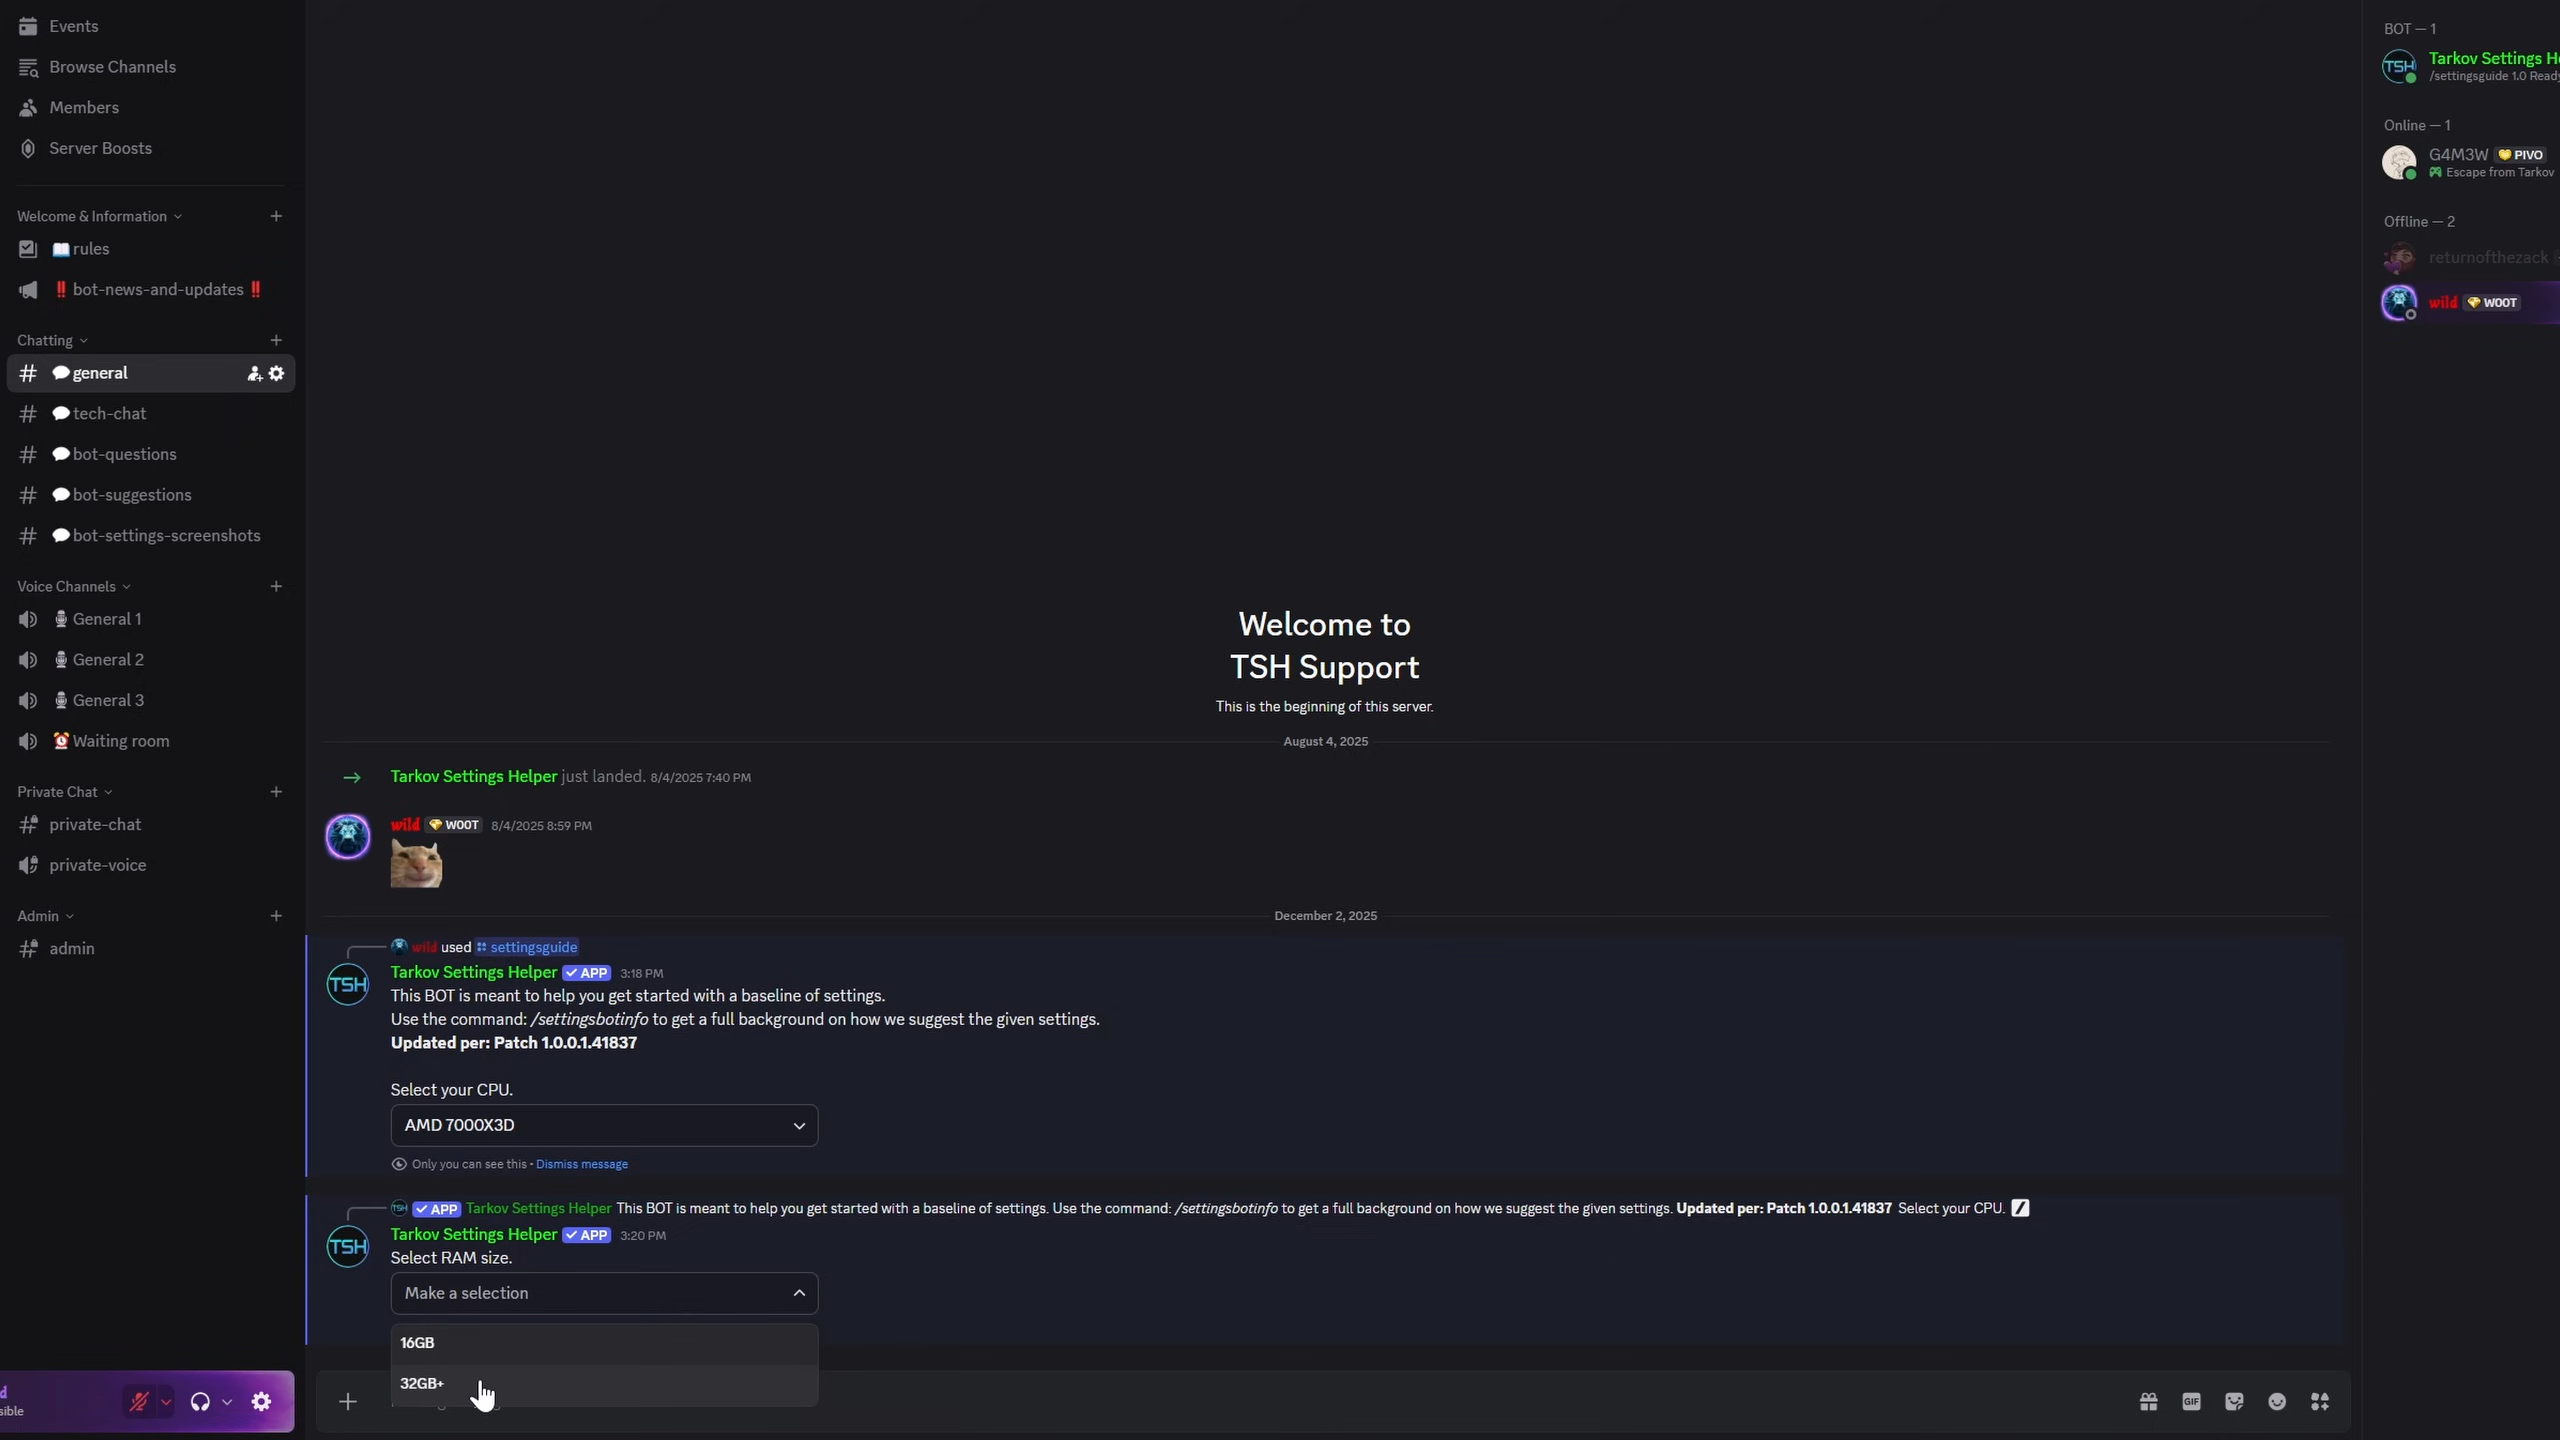 Events
Browse Channels
Members
Server Boosts
Welcome & Information
📖 rules
‼ bot-news-and-updates ‼
Chatting
general
tech-chat
bot-questions
bot-suggestions
bot-settings-screenshots
Voice Channels
General 1
General 2
General 3
Waiting room
Private Chat
private-chat
private-voice
Admin
admin
Welcome to
TSH Support
This is the beginning of this server.
August 4, 2025
Tarkov Settings Helper just landed. 8/4/2025 7:40 PM
wild WOOT 8/4/2025 8:59 PM
December 2, 2025
wild used settingsguide
TSH
Tarkov Settings Helper ✓ APP 3:18 PM
This BOT is meant to help you get started with a baseline of settings.
Use the command: /settingsbotinfo to get a full background on how we suggest the given settings.
Updated per: Patch 1.0.0.1.41837
Select your CPU.
AMD 7000X3D
Only you can see this • Dismiss message
TSH ✓ APP Tarkov Settings Helper This BOT is meant to help you get started with a baseline of settings. Use the command: /settingsbotinfo to get a full background on how we suggest the given settings. Updated per: Patch 1.0.0.1.41837 Select your CPU.
TSH
Tarkov Settings Helper ✓ APP 3:20 PM
Select RAM size.
Make a selection
16GB
32GB+
GIF
BOT — 1
TSH
Tarkov Settings H
/settingsguide 1.0 Ready
Online — 1
G4M3W PIVO
Escape from Tarkov
Offline — 2
returnofthezack
wild WOOT